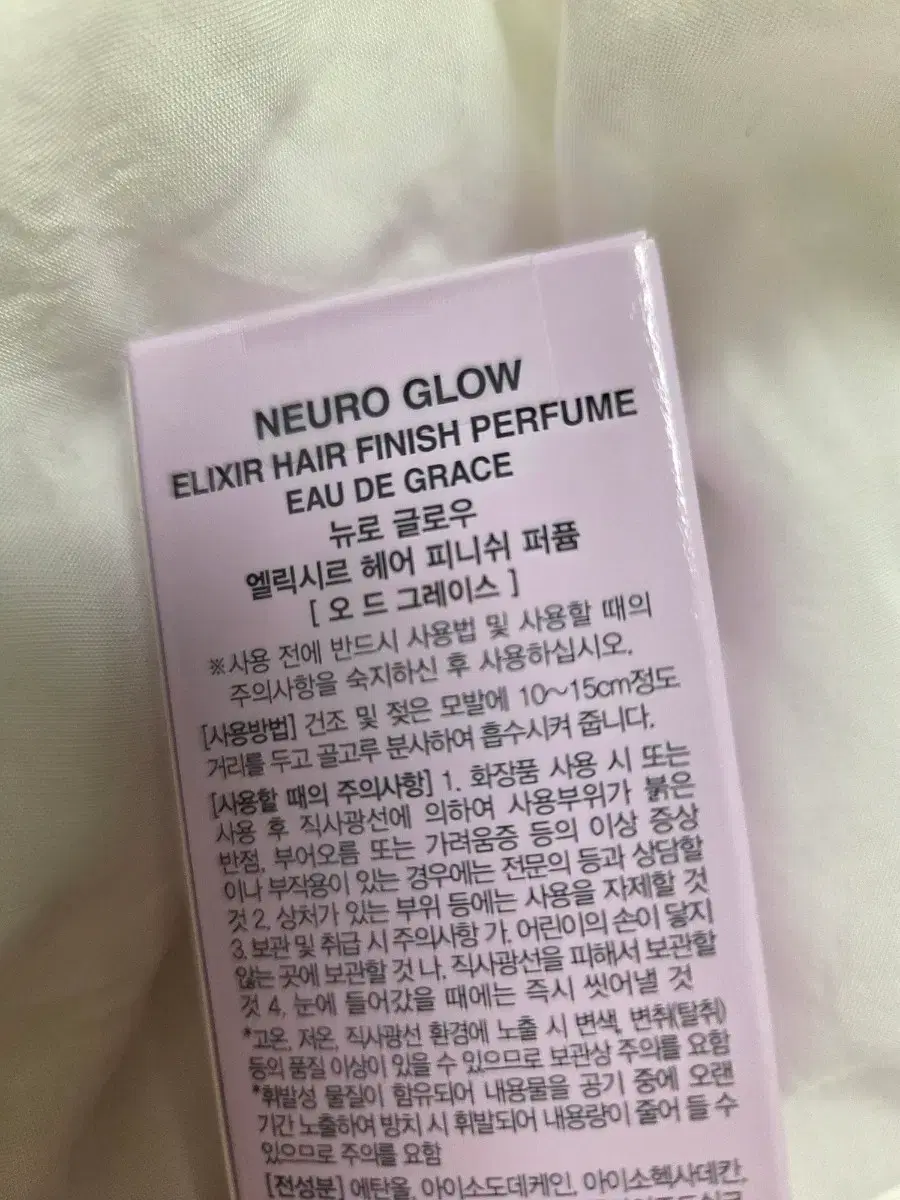 NEURO GLOW
ELIXIR HAIR FINISH PERFUME
EAU DE GRACE
뉴로 글로우
엘릭시르 헤어 피니쉬 퍼퓸
[ 오 드 그레이스 ]
※사용 전에 반드시 사용법 및 사용할 때의
주의사항을 숙지하신 후 사용하십시오.
[사용방법] 건조 및 젖은 모발에 10~15cm정도
거리를 두고 골고루 분사하여 흡수시켜 줍니다.
[사용할 때의 주의사항] 1. 화장품 사용 시 또는
사용 후 직사광선에 의하여 사용부위가 붉은
반점, 부어오름 또는 가려움증 등의 이상 증상
이나 부작용이 있는 경우에는 전문의 등과 상담할
것 2. 상처가 있는 부위 등에는 사용을 자제할 것
3. 보관 및 취급 시 주의사항 가. 어린이의 손이 닿지
않는 곳에 보관할 것 나. 직사광선을 피해서 보관할
것 4. 눈에 들어갔을 때에는 즉시 씻어낼 것
*고온, 저온, 직사광선 환경에 노출 시 변색, 변취(탈취)
등의 품질 이상이 있을 수 있으므로 보관상 주의를 요함
*휘발성 물질이 함유되어 내용물을 공기 중에 오랜
기간 노출하여 방치 시 휘발되어 내용량이 줄어 들 수
있으므로 주의를 요함
[전성분] 에탄올, 아이소도데케인, 아이소헥사데칸,